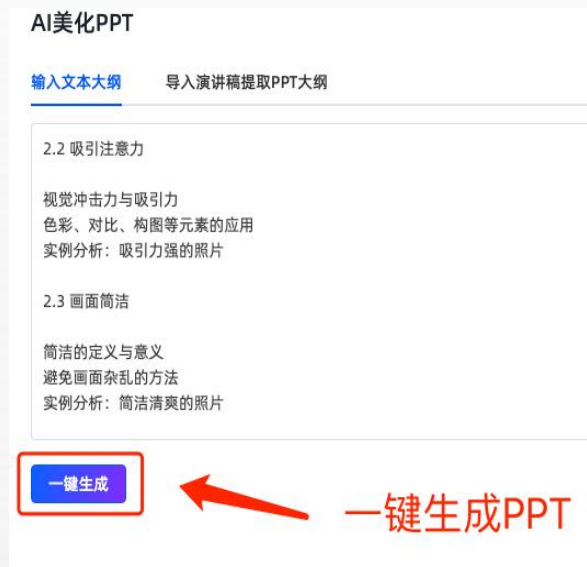 AI美化PPT
输入文本大纲 导入演讲稿提取PPT大纲
2.2 吸引注意力
视觉冲击力与吸引力
色彩、对比、构图等元素的应用
实例分析：吸引力强的照片
2.3 画面简洁
简洁的定义与意义
避免画面杂乱的方法
实例分析：简洁清爽的照片
一键生成
一键生成PPT